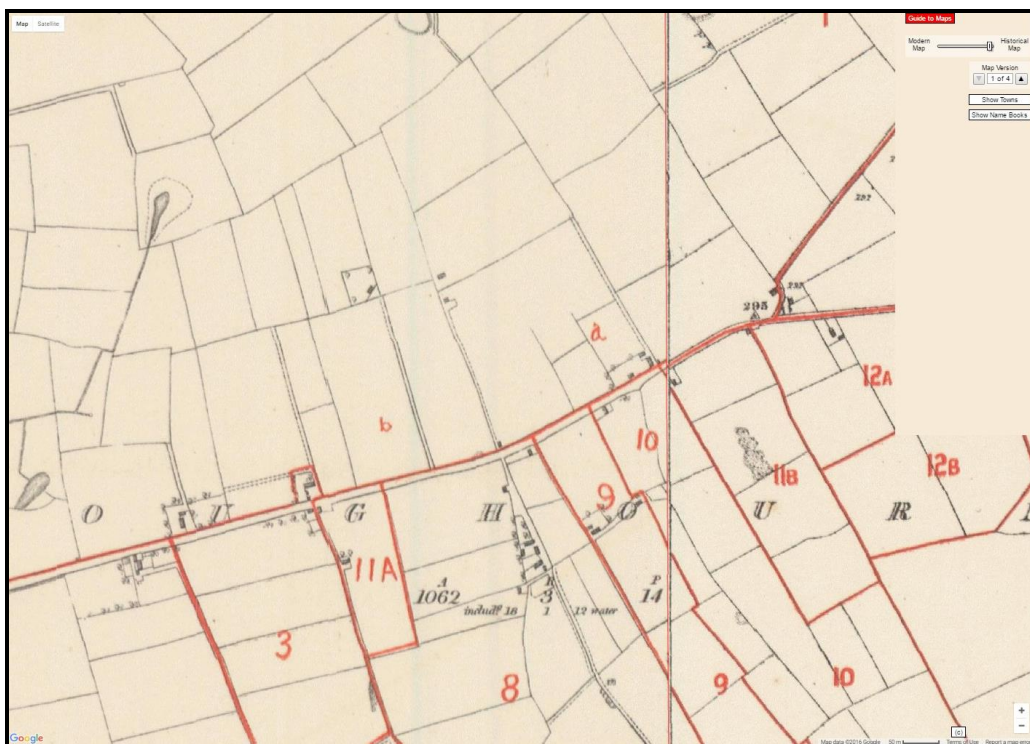 Map Satellite
Guide to Maps
Modern Map
Historical Map
Map Version
1 of 4
Show Towns
Show Name Books
1
292
295
a
12A
b
10
12B
9
11B
O U G H O U R
11A
A
1062
R
3
1
P
14
includg 18
12 water
3
8
9
10
Google
(c)
Map data ©2016 Google 50 m Terms of Use Report a map error